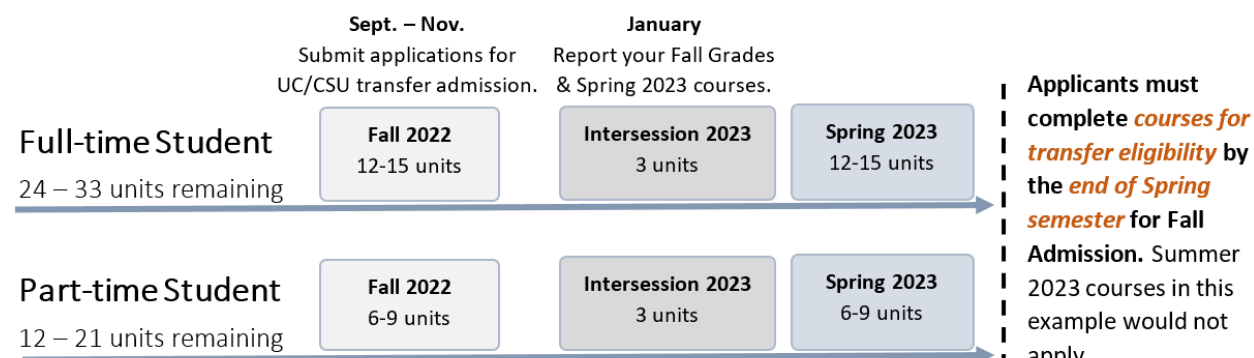 Sept. – Nov.
Submit applications for
UC/CSU transfer admission.
January
Report your Fall Grades
& Spring 2023 courses.
Full-time Student
24 – 33 units remaining
Fall 2022
12-15 units
Intersession 2023
3 units
Spring 2023
12-15 units
Part-time Student
12 – 21 units remaining
Fall 2022
6-9 units
Intersession 2023
3 units
Spring 2023
6-9 units
Applicants must
complete courses for
transfer eligibility by
the end of Spring
semester for Fall
Admission. Summer
2023 courses in this
example would not
apply